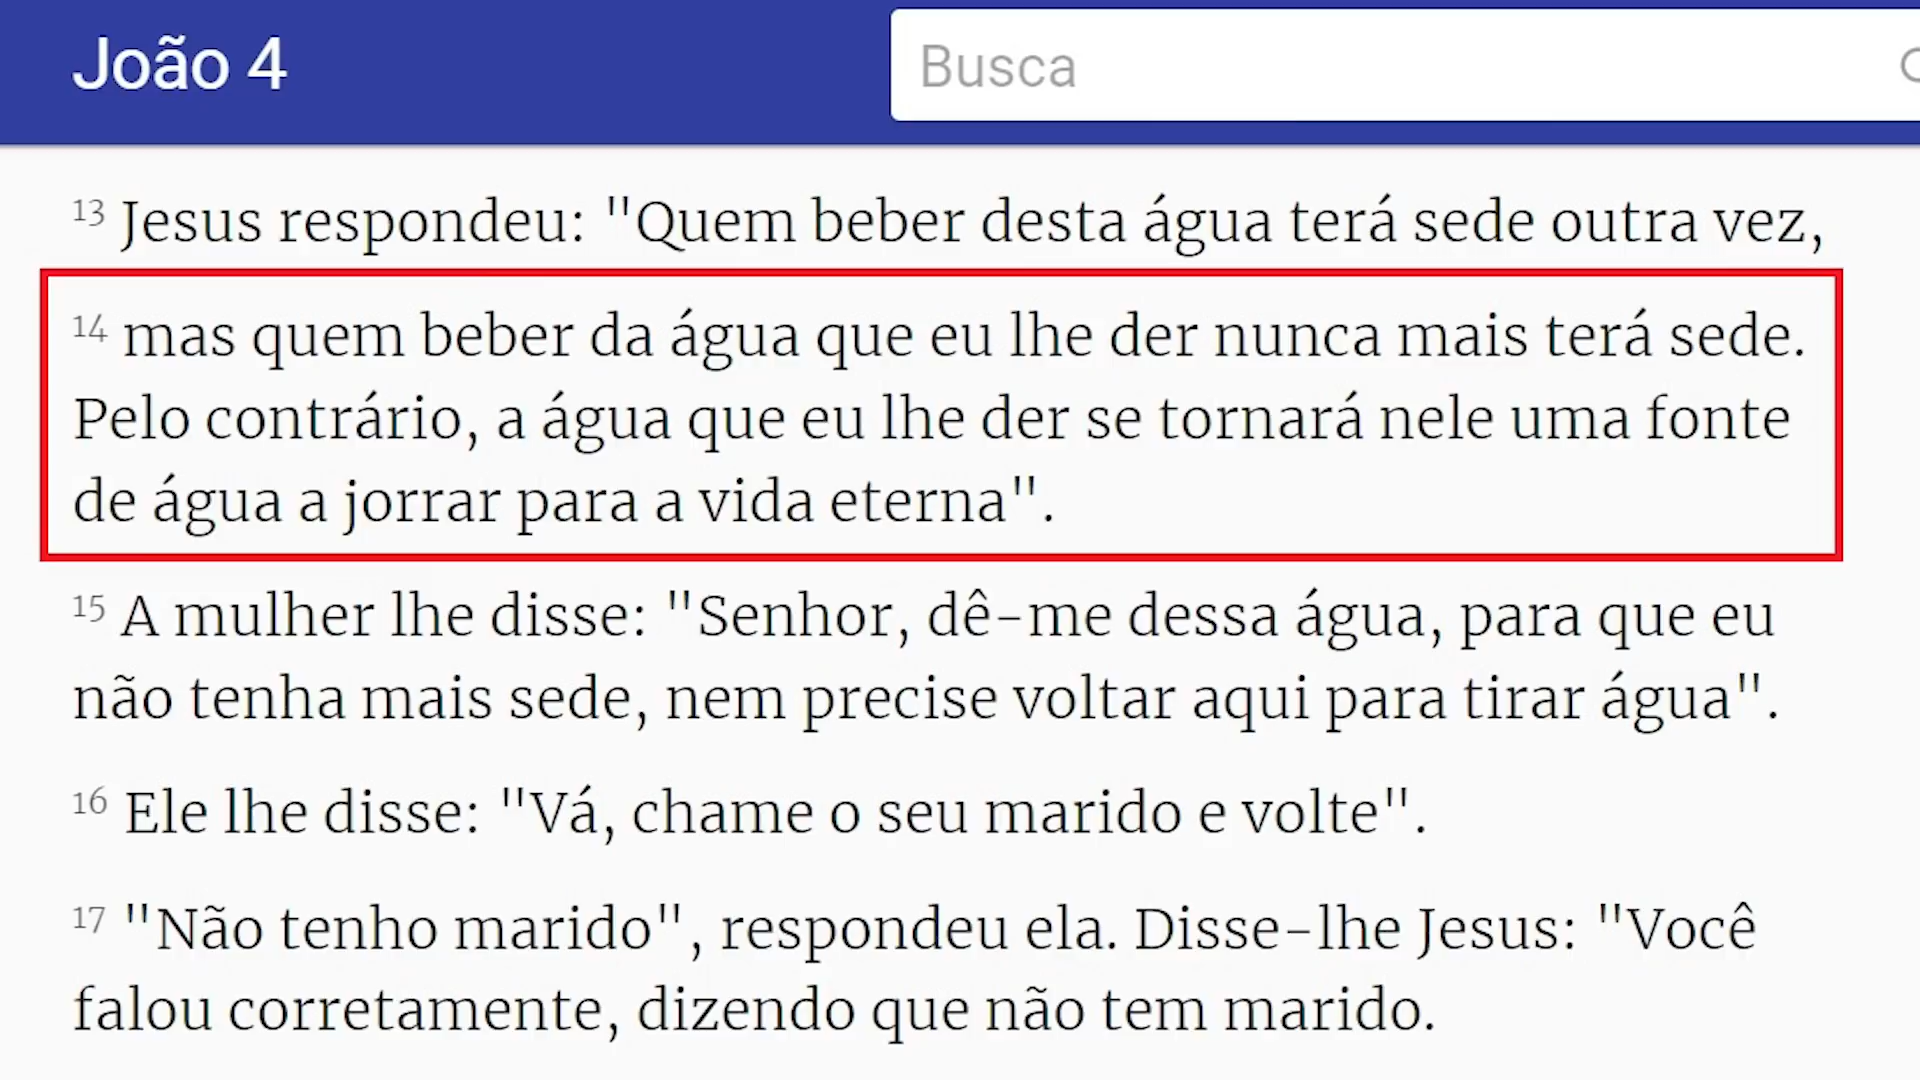 João 4
Busca
13 Jesus respondeu: "Quem beber desta água terá sede outra vez,
14 mas quem beber da água que eu lhe der nunca mais terá sede.
Pelo contrário, a água que eu lhe der se tornará nele uma fonte
de água a jorrar para a vida eterna".
15 A mulher lhe disse: "Senhor, dê-me dessa água, para que eu
não tenha mais sede, nem precise voltar aqui para tirar água".
16 Ele lhe disse: "Vá, chame o seu marido e volte".
17 "Não tenho marido", respondeu ela. Disse-lhe Jesus: "Você
falou corretamente, dizendo que não tem marido.